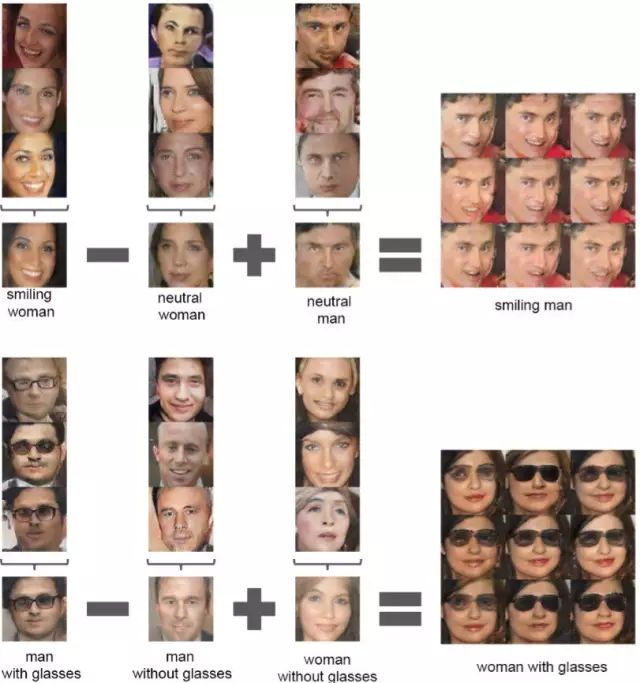 smiling
woman
neutral
woman
neutral
man
smiling man
man
with glasses
man
without glasses
woman
without glasses
woman with glasses